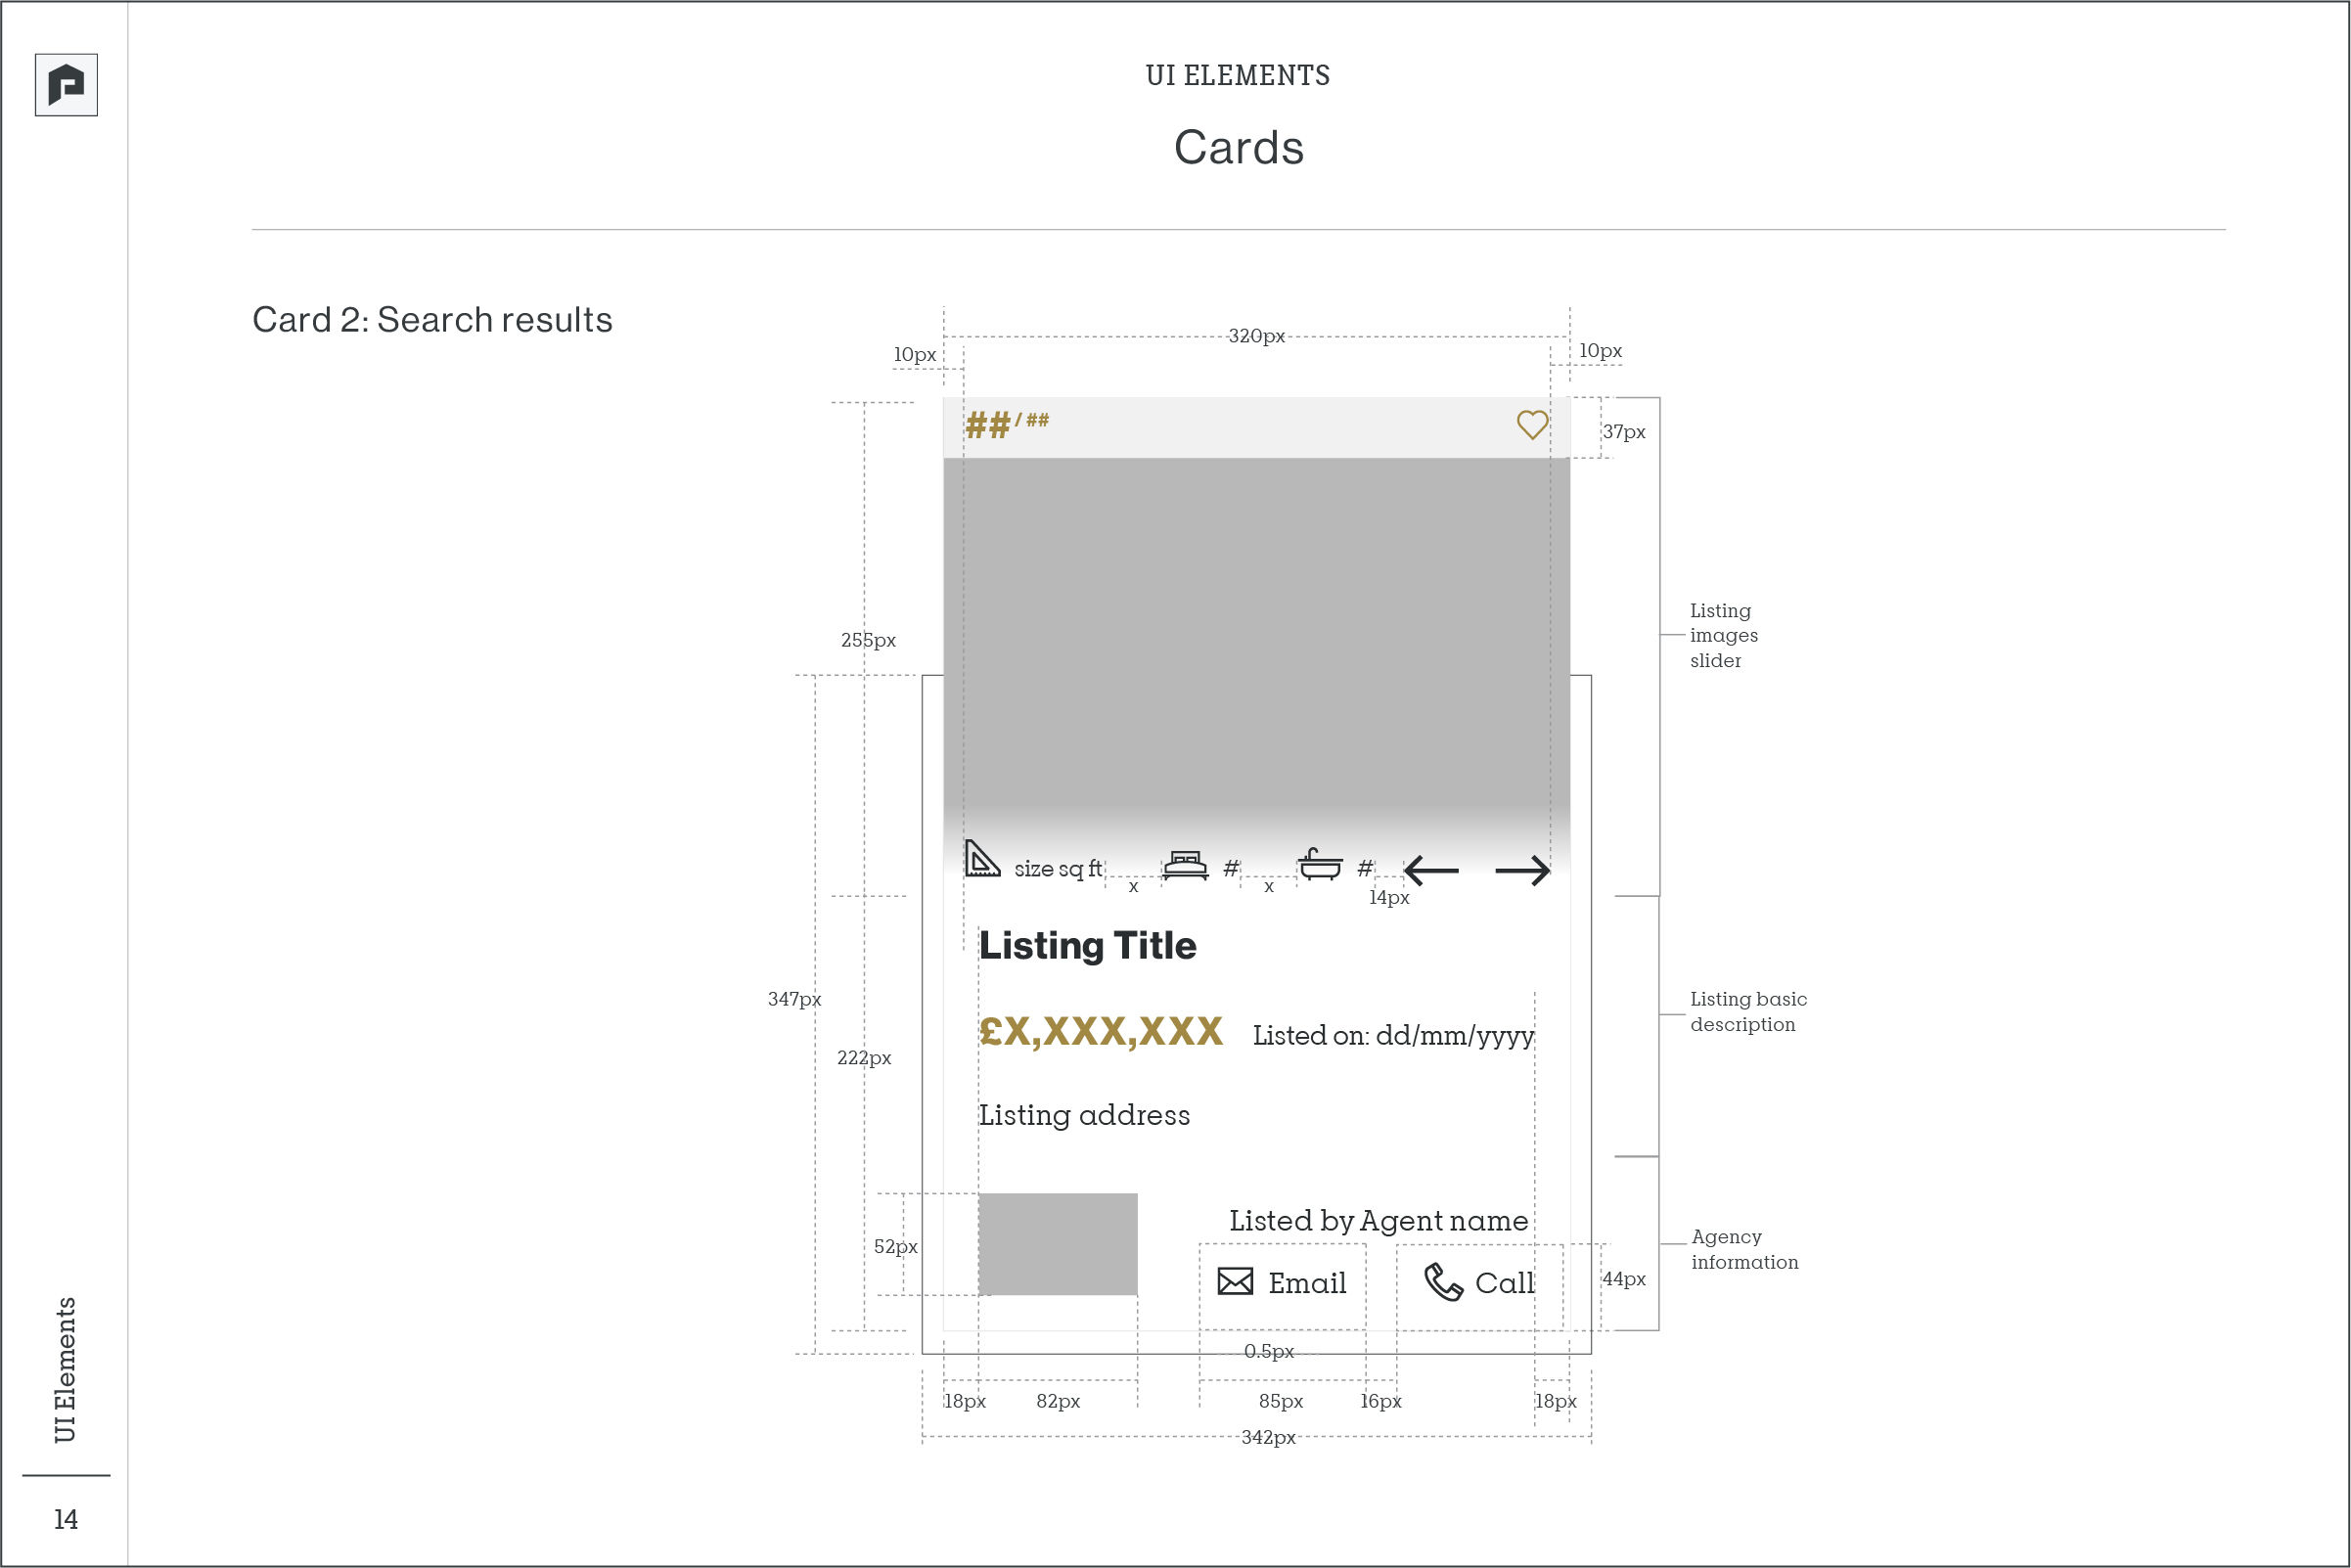 UI ELEMENTS
Cards
Card 2: Search results
320px
10px
10px
##/##
37px
255px
Listing
images
slider
size sq ft
#
#
x
x
14px
Listing Title
347px
Listing basic
description
£X,XXX,XXX
Listed on: dd/mm/yyyy
222px
Listing address
Listed by Agent name
52px
Agency
information
Email
Call
44px
0.5px
18px
82px
85px
16px
18px
342px
UI Elements
14